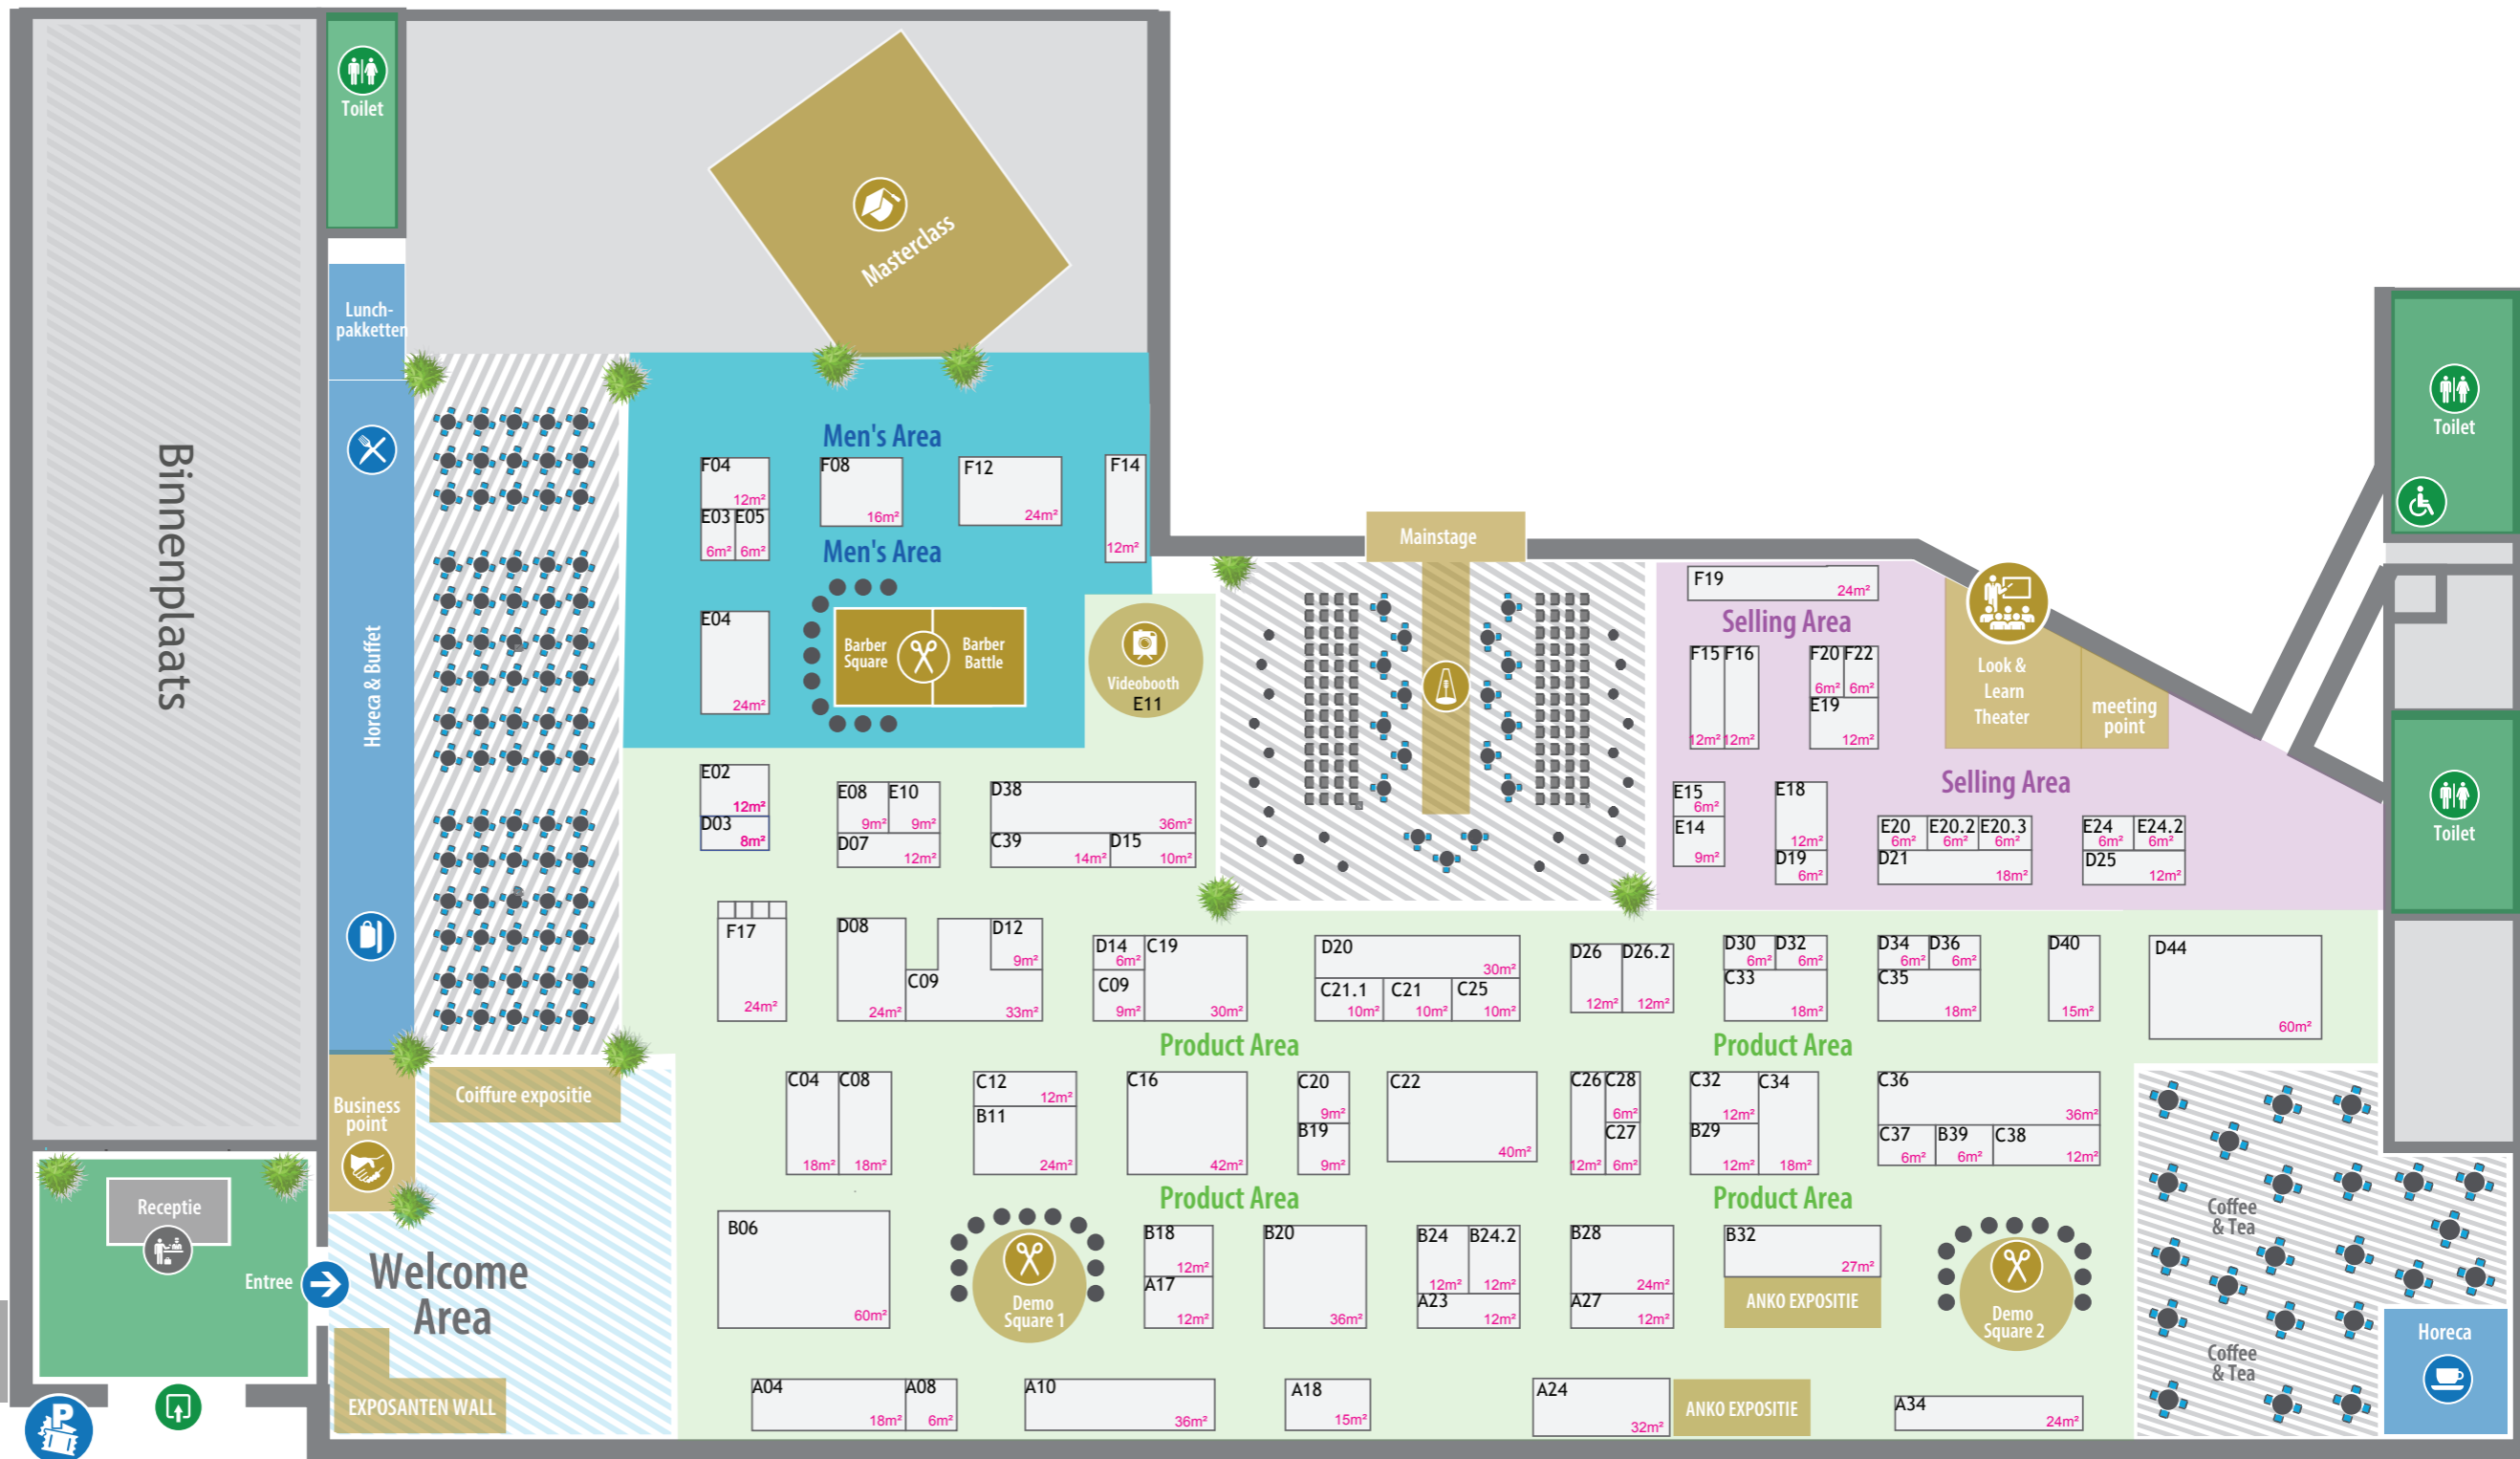 Toilet
Masterclass
Lunch-
pakketten
Binnenplaats
Horeca & Buffet
Men's Area
F04
12m²
E03
6m²
E05
6m²
F08
16m²
F12
24m²
F14
12m²
Men's Area
E04
24m²
Barber
Square
Barber
Battle
Videobooth
E11
Mainstage
F19
24m²
Selling Area
F15
12m²
F16
12m²
F20
6m²
F22
6m²
E19
12m²
Look &
Learn
Theater
meeting
point
Toilet
Toilet
Selling Area
E02
12m²
D03
8m²
E08
9m²
E10
9m²
D07
12m²
D38
36m²
C39
14m²
D15
10m²
E15
6m²
E14
9m²
E18
12m²
D19
6m²
E20
6m²
E20.2
6m²
E20.3
6m²
D21
18m²
E24
6m²
E24.2
6m²
D25
12m²
F17
24m²
D08
24m²
C09
33m²
D12
9m²
D14
6m²
C09
9m²
C19
30m²
D20
30m²
C21.1
10m²
C21
10m²
C25
10m²
D26
12m²
D26.2
12m²
D30
6m²
D32
6m²
C33
18m²
D34
6m²
D36
6m²
C35
18m²
D40
15m²
D44
60m²
Product Area
Product Area
Business
point
Coiffure expositie
C04
18m²
C08
18m²
C12
12m²
B11
24m²
C16
42m²
C20
9m²
B19
9m²
C22
40m²
C26
12m²
C28
6m²
C27
6m²
C32
12m²
B29
12m²
C34
18m²
C36
36m²
C37
6m²
B39
6m²
C38
12m²
Product Area
Product Area
Receptie
Entree
Welcome
Area
B06
60m²
Demo
Square 1
B18
12m²
A17
12m²
B20
36m²
B24
12m²
B24.2
12m²
A23
12m²
B28
24m²
A27
12m²
B32
27m²
ANKO EXPOSITIE
Demo
Square 2
Coffee
& Tea
Coffee
& Tea
Horeca
EXPOSANTEN WALL
P
A04
18m²
A08
6m²
A10
36m²
A18
15m²
A24
32m²
ANKO EXPOSITIE
A34
24m²